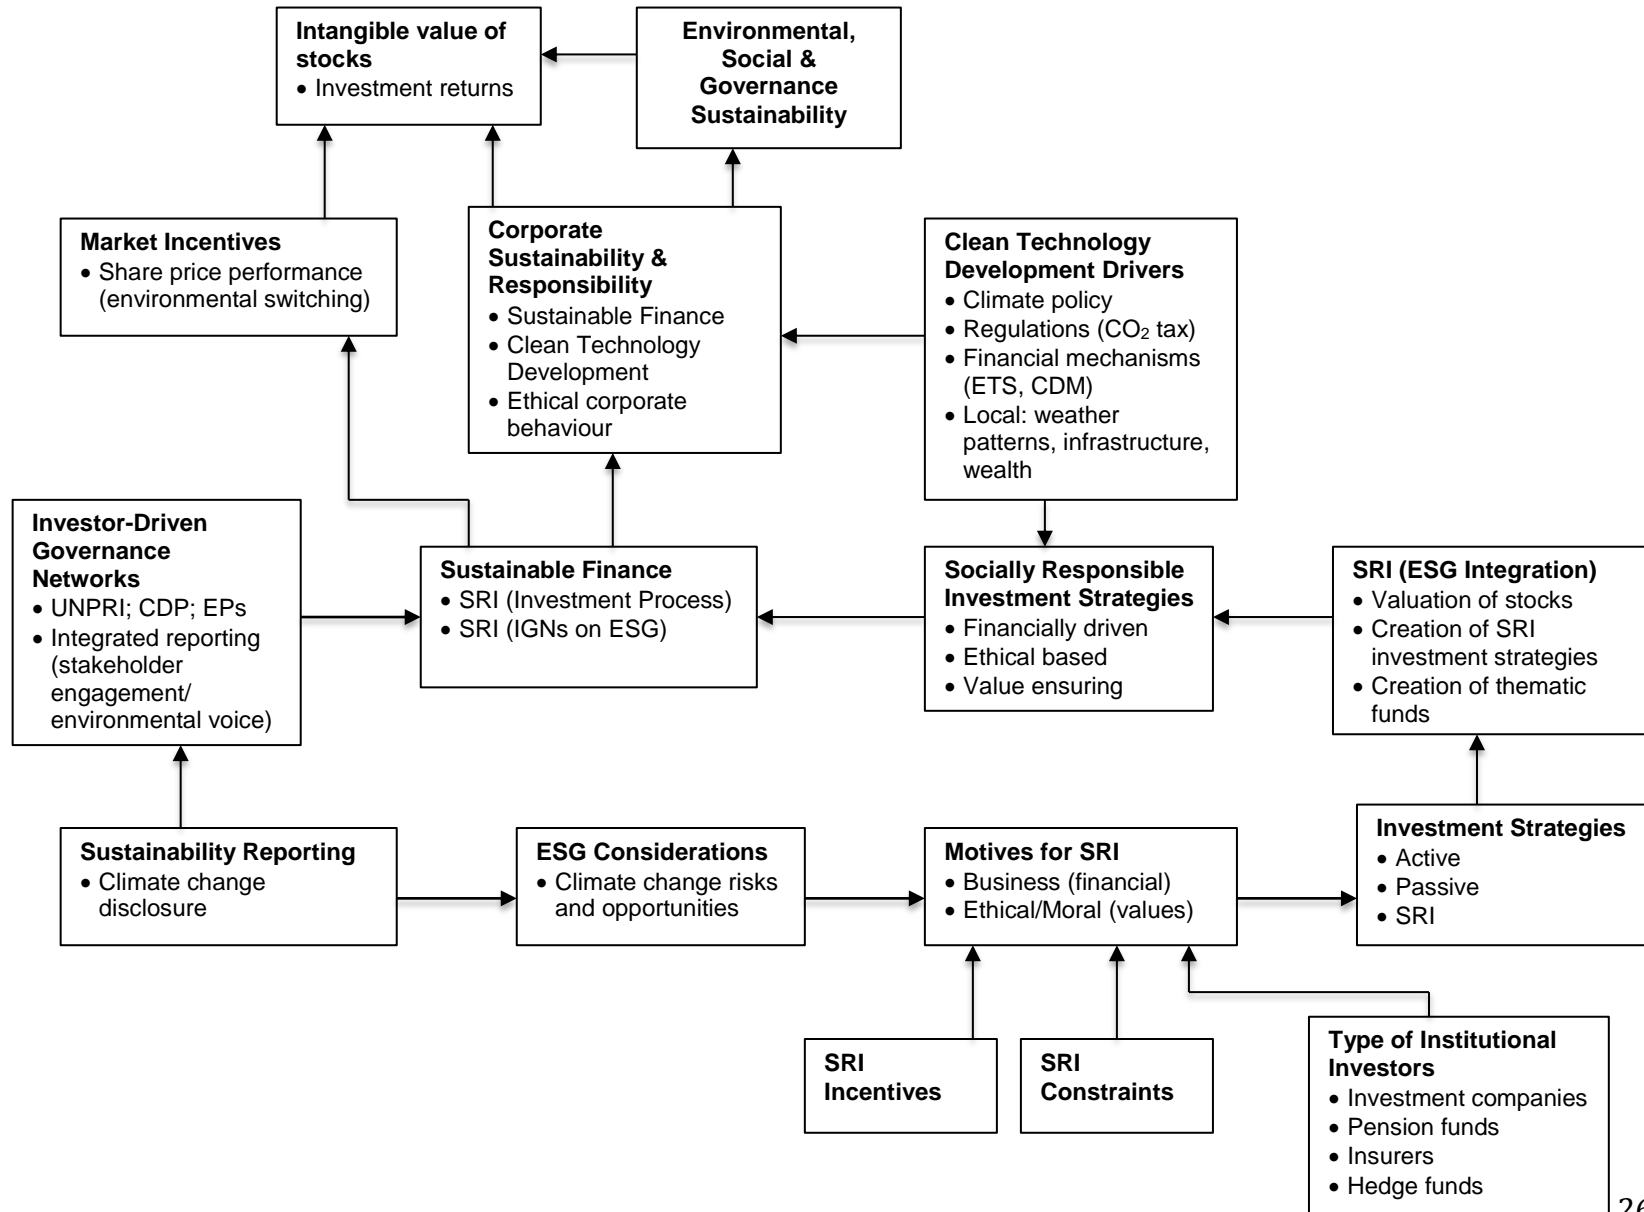 Intangible value of
stocks
• Investment returns
Environmental,
Social &
Governance
Sustainability
Market Incentives
• Share price performance
(environmental switching)
Corporate
Sustainability &
Responsibility
• Sustainable Finance
• Clean Technology
Development
• Ethical corporate
behaviour
Clean Technology
Development Drivers
• Climate policy
• Regulations (CO₂ tax)
• Financial mechanisms
(ETS, CDM)
• Local: weather
patterns, infrastructure,
wealth
Investor-Driven
Governance
Networks
• UNPRI; CDP; EPs
• Integrated reporting
(stakeholder
engagement/
environmental voice)
Sustainable Finance
• SRI (Investment Process)
• SRI (IGNs on ESG)
Socially Responsible
Investment Strategies
• Financially driven
• Ethical based
• Value ensuring
SRI (ESG Integration)
• Valuation of stocks
• Creation of SRI
investment strategies
• Creation of thematic
funds
Sustainability Reporting
• Climate change
disclosure
ESG Considerations
• Climate change risks
and opportunities
Motives for SRI
• Business (financial)
• Ethical/Moral (values)
Investment Strategies
• Active
• Passive
• SRI
SRI
Incentives
SRI
Constraints
Type of Institutional
Investors
• Investment companies
• Pension funds
• Insurers
• Hedge funds